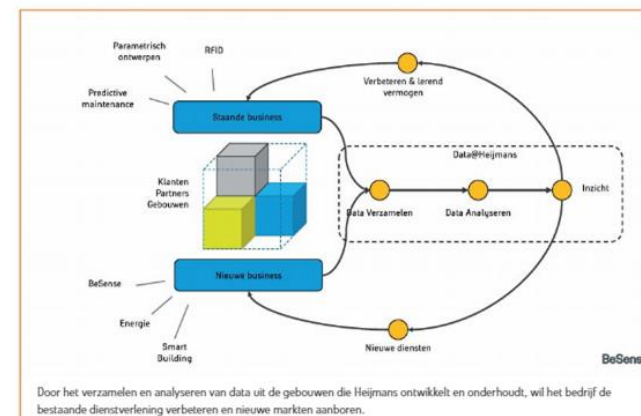 Parametrisch
ontwerpen
RFID
Predictive
maintenance
Staande business
Verbeteren & lerend
vermogen
Data@Heijmans
Klanten
Partners
Gebouwen
Data Verzamelen
Data Analyseren
Inzicht
BeSense
Nieuwe business
Energie
Smart
Building
Nieuwe diensten
BeSens
Door het verzamelen en analyseren van data uit de gebouwen die Heijmans ontwikkelt en onderhoudt, wil het bedrijf de
bestaande dienstverlening verbeteren en nieuwe markten aanboren.